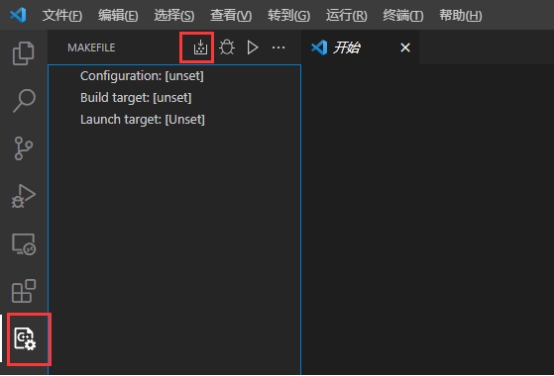 文件(F) 编辑(E) 选择(S) 查看(V) 转到(G) 运行(R) 终端(T) 帮助(H)
MAKEFILE
开始
Configuration: [unset]
Build target: [unset]
Launch target: [Unset]